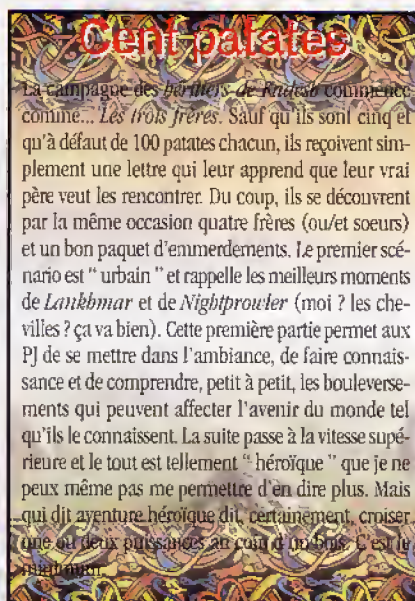 Cent patates
La campagne des héritiers de commence
comme... Les trois frères. Sauf qu'ils sont cinq et
qu'à défaut de 100 patates chacun, ils reçoivent sim-
plement une lettre qui leur apprend que leur vrai
père veut les rencontrer. Du coup, ils se découvrent
par la même occasion quatre frères (ou/et soeurs)
et un bon paquet d'emmerdements. Le premier scé-
nario est " urbain " et rappelle les meilleurs moments
de Lankhmar et de Nightprowler (moi ? les che-
villes ? ça va bien). Cette première partie permet aux
PJ de se mettre dans l'ambiance, de faire connais-
sance et de comprendre, petit à petit, les bouleverse-
ments qui peuvent affecter l'avenir du monde tel
qu'ils le connaissent. La suite passe à la vitesse supé-
rieure et le tout est tellement " héroïque " que je ne
peux même pas me permettre d'en dire plus. Mais
qui dit aventure héroïque dit, certainement, croiser
une ou deux puissances au coin d'un bois. C'est le
minimum.